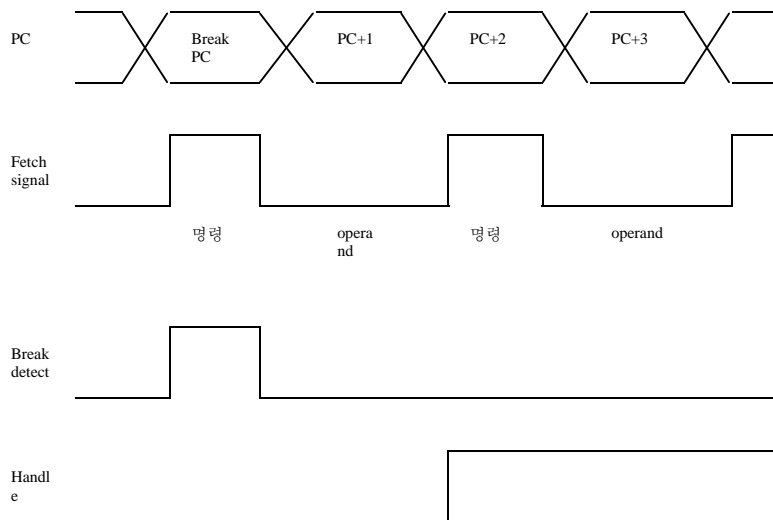 PC
Break
PC
PC+1
PC+2
PC+3
Fetch
signal
명령
opera
nd
명령
operand
Break
detect
Handl
e